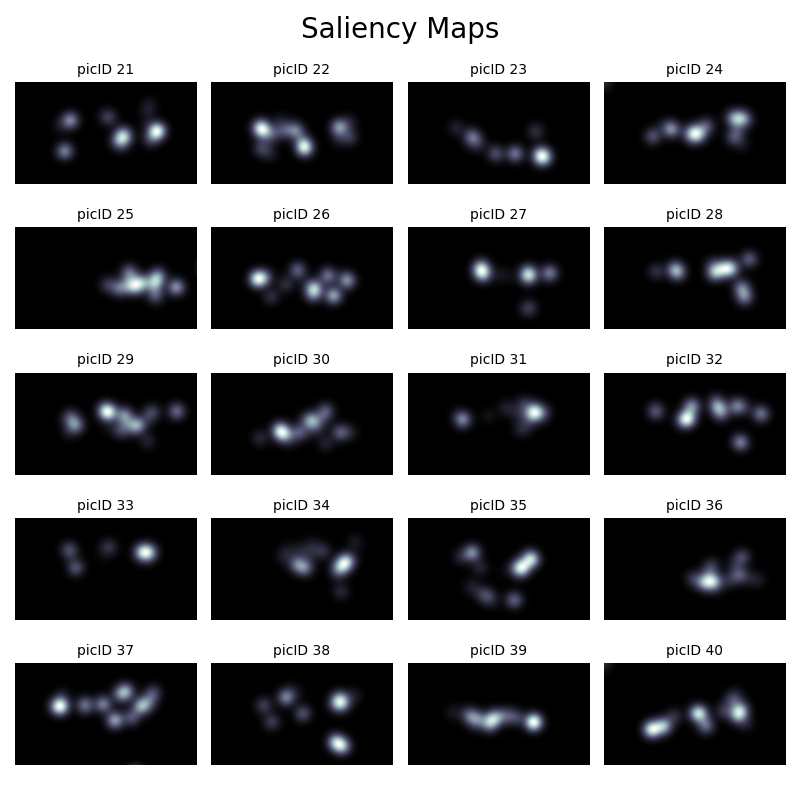 Saliency Maps
picID 21
picID 22
picID 23
picID 24
picID 25
picID 26
picID 27
picID 28
picID 29
picID 30
picID 31
picID 32
picID 33
picID 34
picID 35
picID 36
picID 37
picID 38
picID 39
picID 40